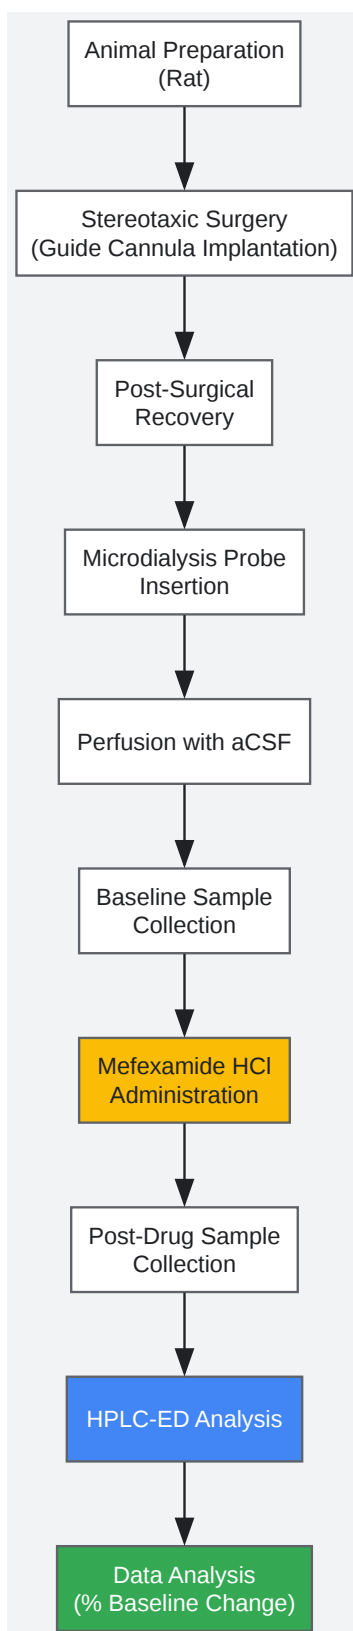 Animal Preparation
(Rat)
Stereotaxic Surgery
(Guide Cannula Implantation)
Post-Surgical
Recovery
Microdialysis Probe
Insertion
Perfusion with aCSF
Baseline Sample
Collection
Mefexamide HCl
Administration
Post-Drug Sample
Collection
HPLC-ED Analysis
Data Analysis
(% Baseline Change)